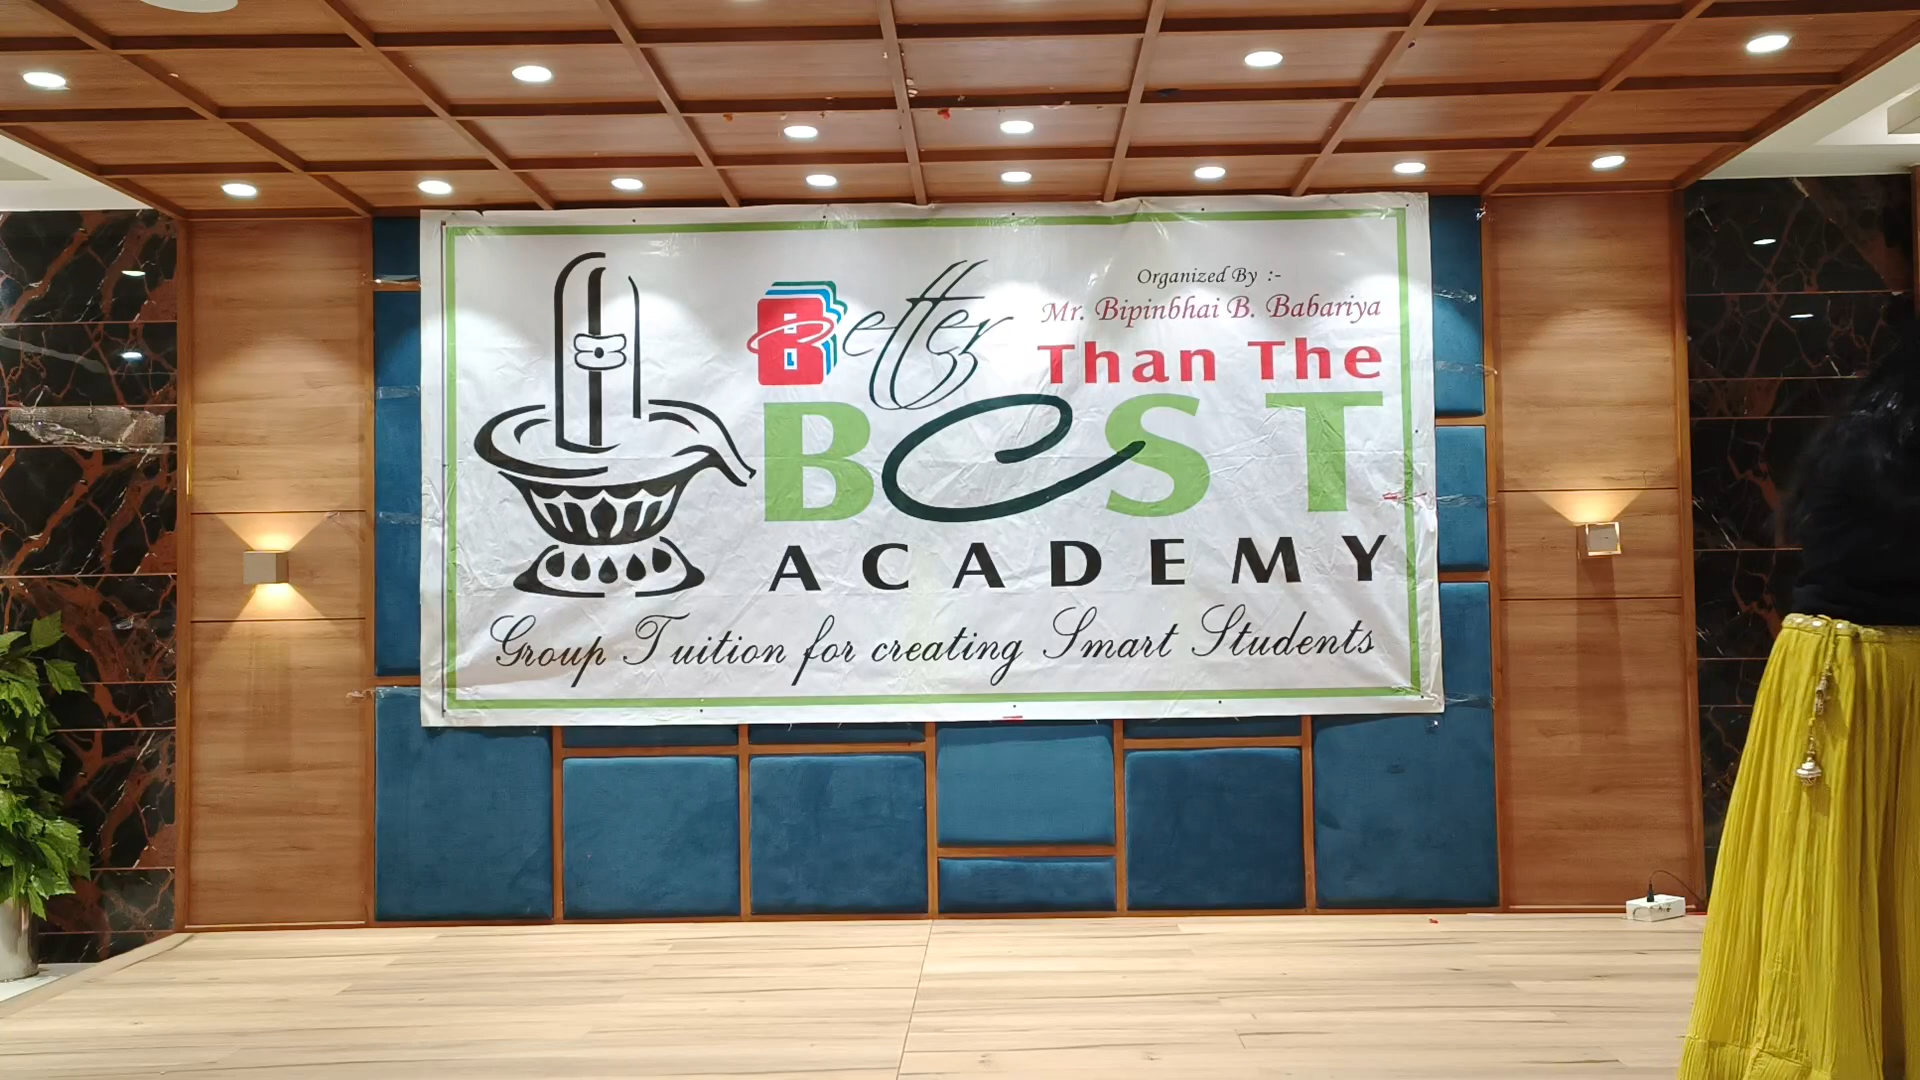 Organized By :-
Mr. Bipinbhai B. Babariya
Better Than The
BeST
ACADEMY
Group Tuition for creating Smart Students